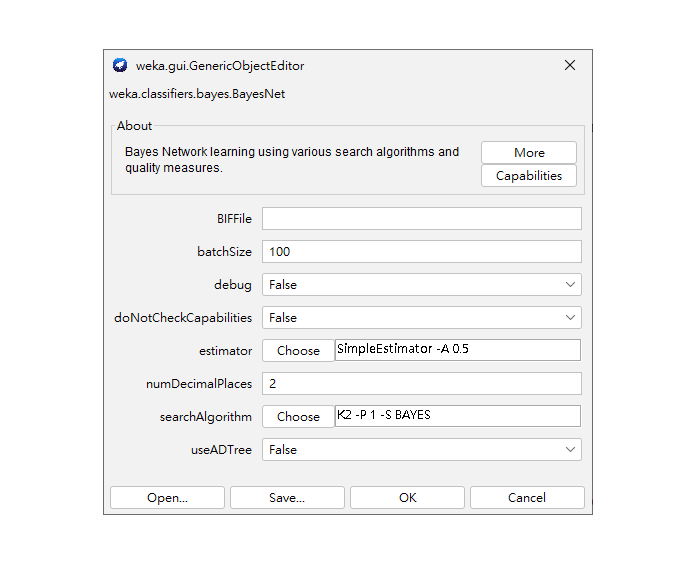 weka.gui.GenericObjectEditor
weka.classifiers.bayes.BayesNet
About
Bayes Network learning using various search algorithms and
quality measures.
More
Capabilities
BIFFile
batchSize 100
debug False
doNotCheckCapabilities False
estimator Choose SimpleEstimator -A 0.5
numDecimalPlaces 2
searchAlgorithm Choose K2 -P 1 -S BAYES
useADTree False
Open... Save... OK Cancel